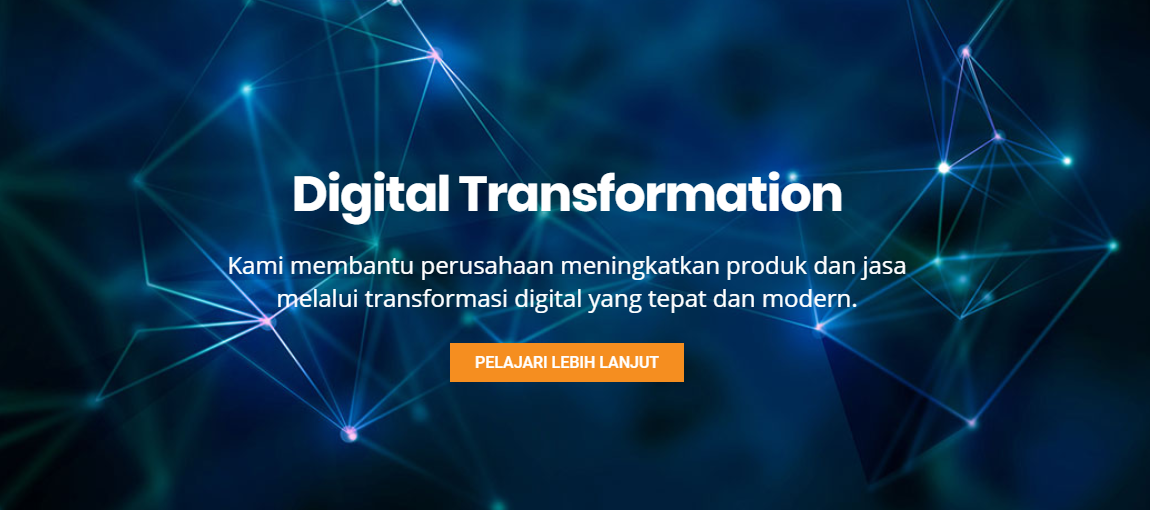 Digital Transformation
Kami membantu perusahaan meningkatkan produk dan jasa
melalui transformasi digital yang tepat dan modern.
PELAJARI LEBIH LANJUT